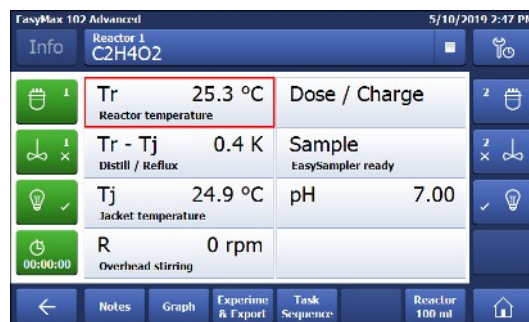 EasyMax 102 Advanced 5/10/2019 2:47 PM
Info Reactor 1
C2H4O2
1 Tr 25.3 °C Dose / Charge 2
Reactor temperature
1 Tr - Tj 0.4 K Sample 2
Distill / Reflux EasySampler ready
Tj 24.9 °C pH 7.00
Jacket temperature
R 0 rpm
00:00:00 Overhead stirring
Notes Graph Experime Task Reactor
& Export Sequence 100 ml